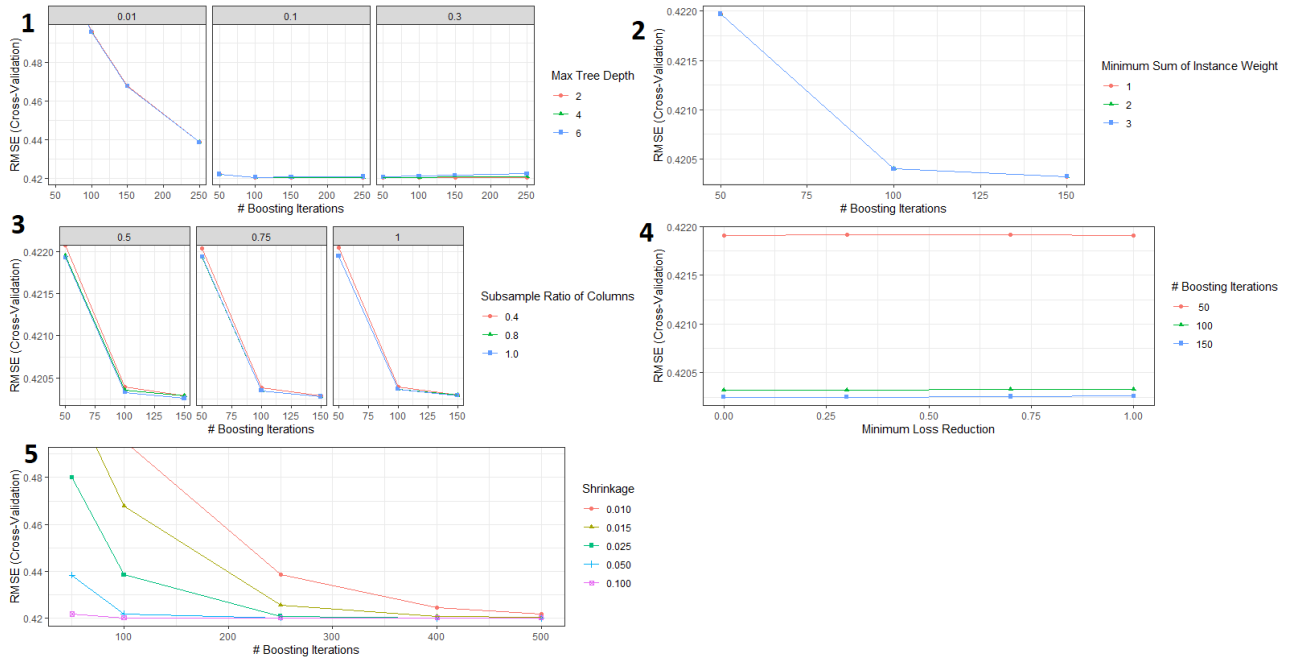 1
0.01 0.1 0.3
RMSE (Cross-Validation)
0.48
0.46
0.44
0.42
50 100 150 200 250 50 100 150 200 250 50 100 150 200 250
# Boosting Iterations
Max Tree Depth
2
4
6
2
RMSE (Cross-Validation)
0.4220
0.4215
0.4210
0.4205
50 75 100 125 150
# Boosting Iterations
Minimum Sum of Instance Weight
1
2
3
3
0.5 0.75 1
RMSE (Cross-Validation)
0.4220
0.4215
0.4210
0.4205
50 75 100 125 150 50 75 100 125 150 50 75 100 125 150
# Boosting Iterations
Subsample Ratio of Columns
0.4
0.8
1.0
4
RMSE (Cross-Validation)
0.4220
0.4215
0.4210
0.4205
0.00 0.25 0.50 0.75 1.00
Minimum Loss Reduction
# Boosting Iterations
50
100
150
5
RMSE (Cross-Validation)
0.48
0.46
0.44
0.42
100 200 300 400 500
# Boosting Iterations
Shrinkage
0.010
0.015
0.025
0.050
0.100